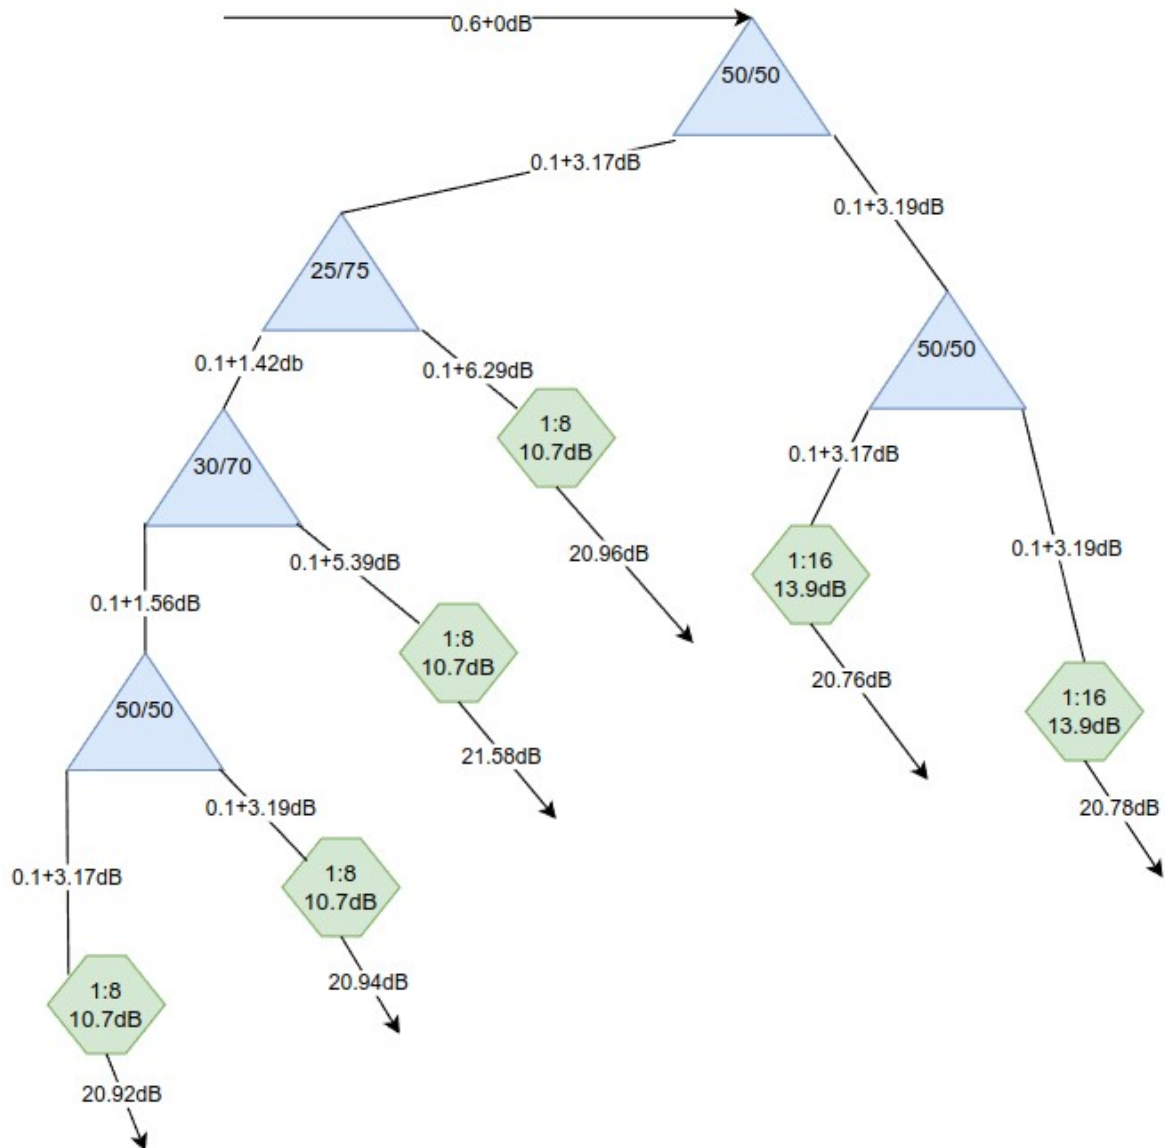 0.6+0dB
50/50
0.1+3.17dB
0.1+3.19dB
25/75
50/50
0.1+1.42db
0.1+6.29dB
1:8
10.7dB
0.1+3.17dB
30/70
0.1+5.39dB
20.96dB
0.1+3.19dB
1:16
13.9dB
0.1+1.56dB
1:8
10.7dB
20.76dB
1:16
13.9dB
50/50
21.58dB
0.1+3.19dB
20.78dB
0.1+3.17dB
1:8
10.7dB
20.94dB
1:8
10.7dB
20.92dB